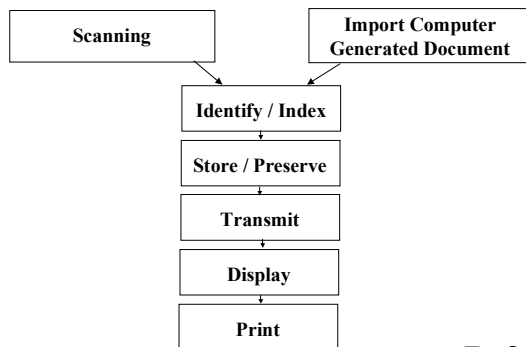 Scanning
Import Computer
Generated Document
Identify / Index
Store / Preserve
Transmit
Display
Print